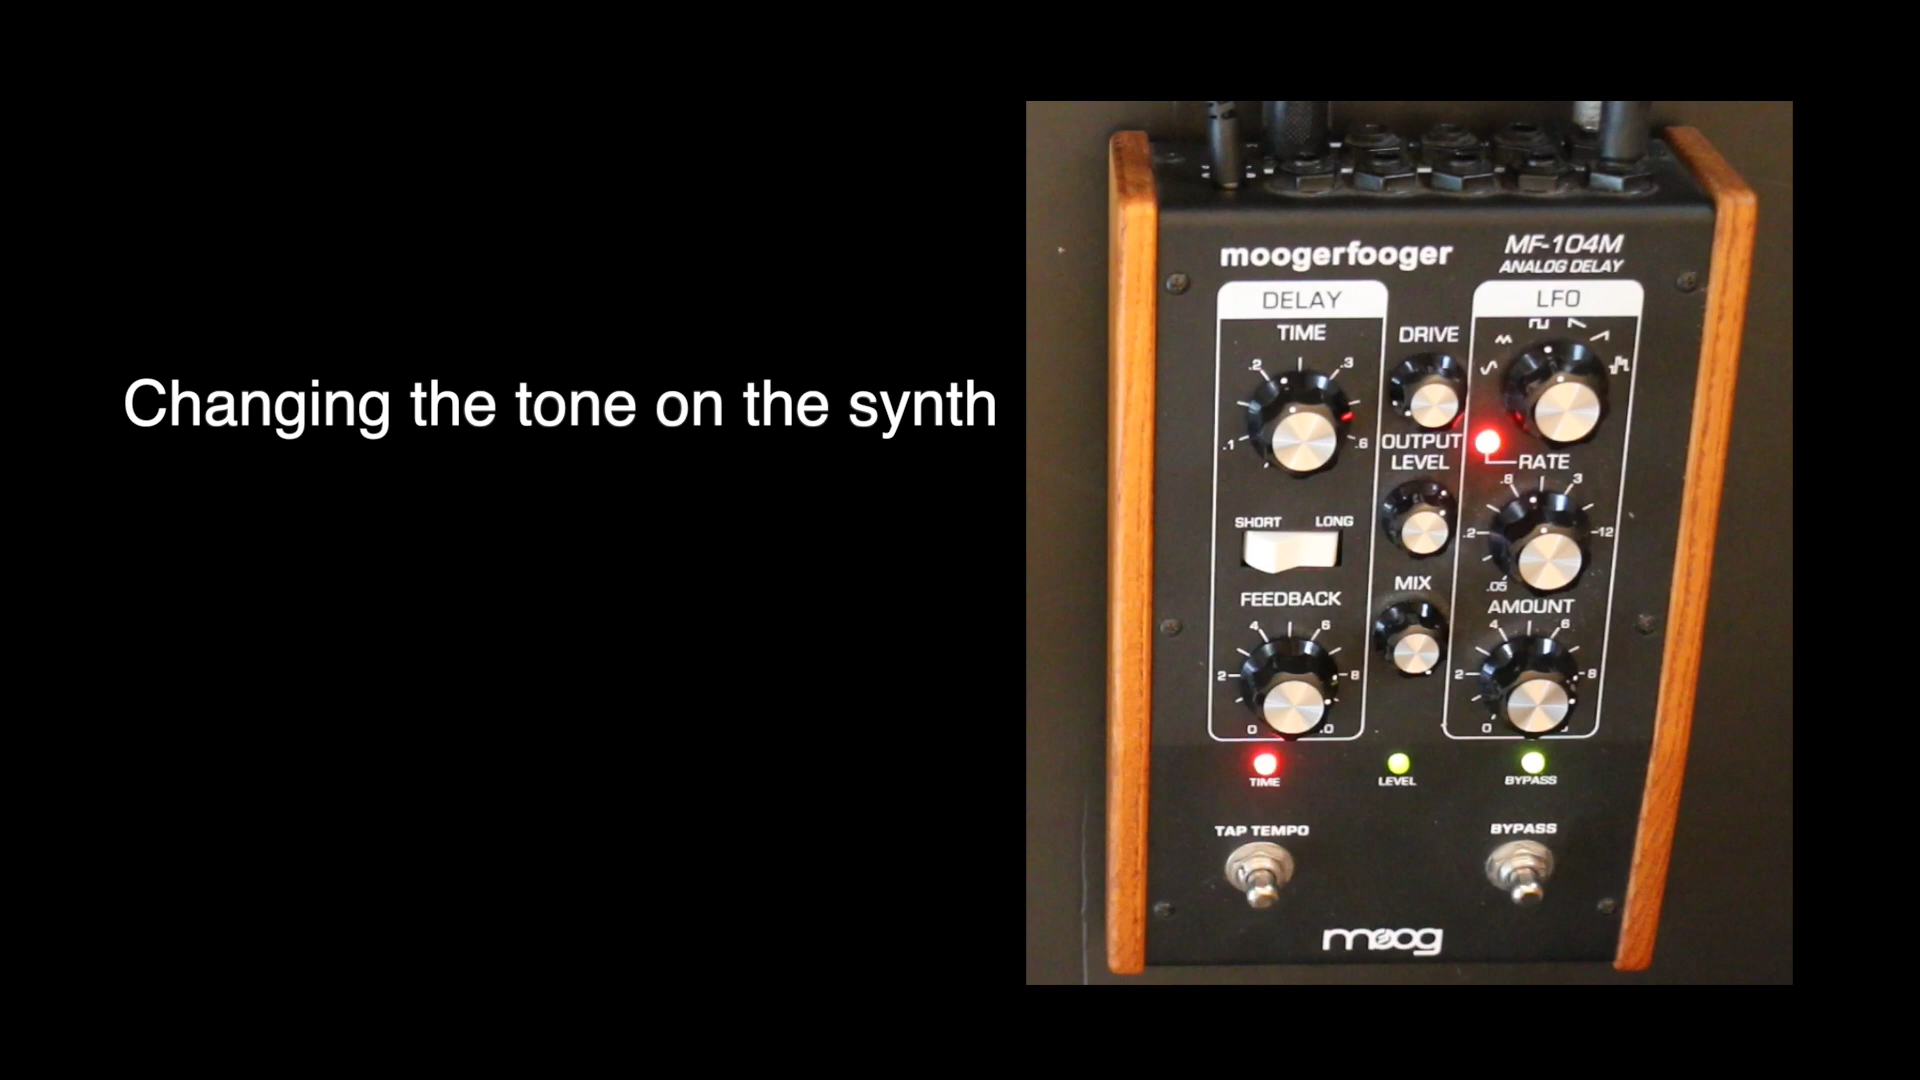 Changing the tone on the synth
moogerfooger
MF-104M
ANALOG DELAY
DELAY
LFO
TIME
DRIVE
.2 .3
.1 .6
OUTPUT
LEVEL
RATE
.8 3
.2 12
.05
SHORT LONG
MIX
FEEDBACK
AMOUNT
4 6
2 8
0
4 6
2 8
0
TIME
LEVEL
BYPASS
TAP TEMPO
BYPASS
moog